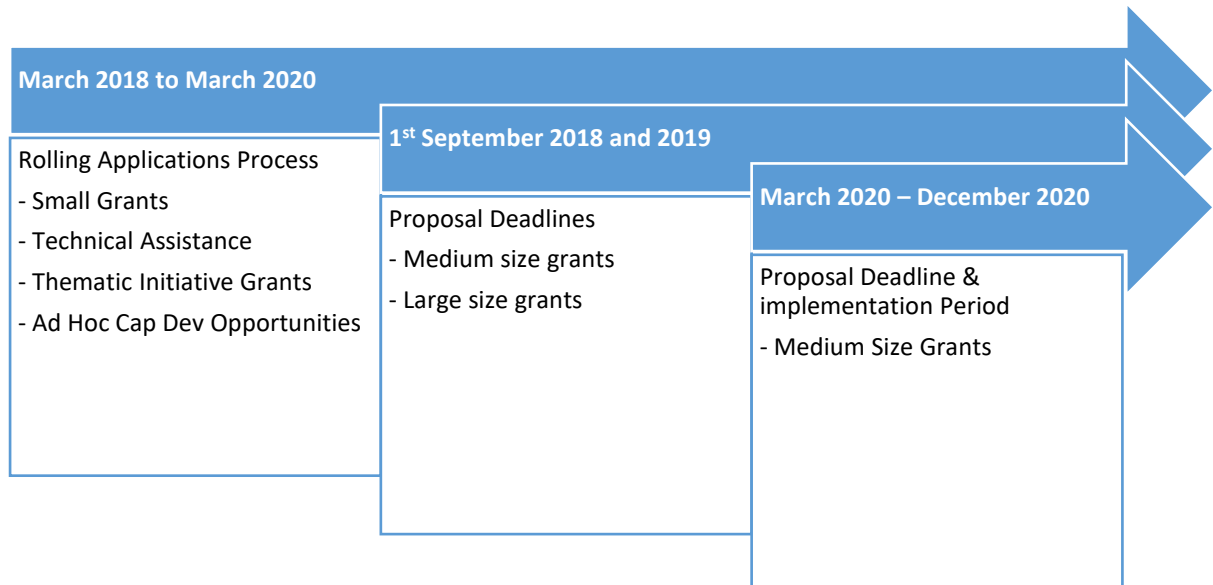 March 2018 to March 2020
Rolling Applications Process
- Small Grants
- Technical Assistance
- Thematic Initiative Grants
- Ad Hoc Cap Dev Opportunities
1st September 2018 and 2019
Proposal Deadlines
- Medium size grants
- Large size grants
March 2020 – December 2020
Proposal Deadline &
implementation Period
- Medium Size Grants